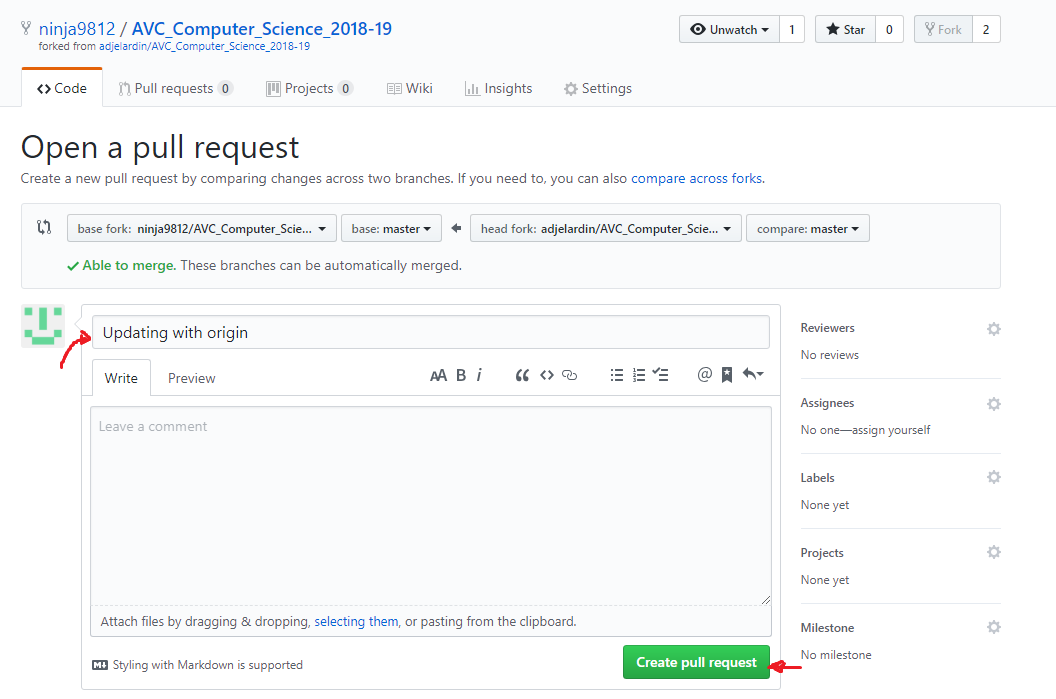 ninja9812 / AVC_Computer_Science_2018-19 Unwatch 1 Star 0 Fork 2
forked from adjelardin/AVC_Computer_Science_2018-19
Code Pull requests 0 Projects 0 Wiki Insights Settings
Open a pull request
Create a new pull request by comparing changes across two branches. If you need to, you can also compare across forks.
base fork: ninja9812/AVC_Computer_Scie... base: master head fork: adjelardin/AVC_Computer_Scie... compare: master
Able to merge. These branches can be automatically merged.
Updating with origin
Write Preview AA B i @
Leave a comment
Attach files by dragging & dropping, selecting them, or pasting from the clipboard.
Styling with Markdown is supported
Create pull request
Reviewers
No reviews
Assignees
No one—assign yourself
Labels
None yet
Projects
None yet
Milestone
No milestone